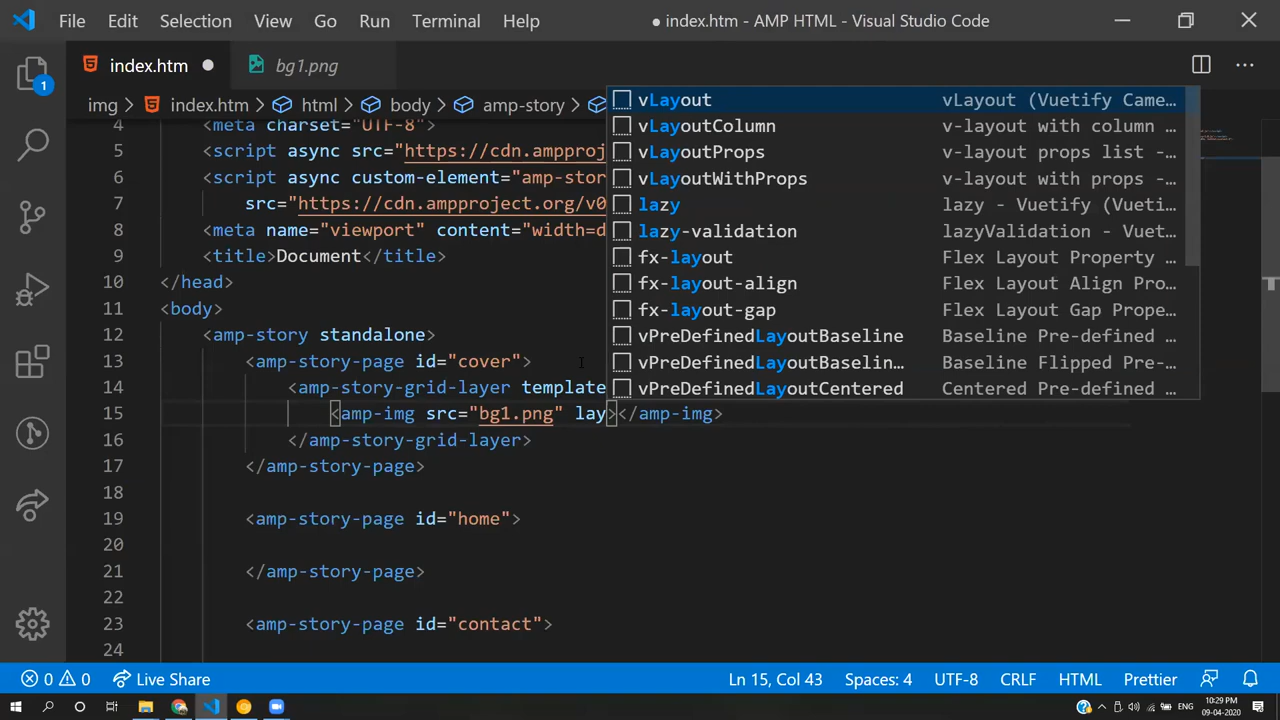 File Edit Selection View Go Run Terminal Help ● index.htm - AMP HTML - Visual Studio Code
index.htm ● bg1.png
img > index.htm > html > body > amp-story >
4 <meta charset="UTF-8">
5 <script async src="https://cdn.ampproj
6 <script async custom-element="amp-stor
7 src="https://cdn.ampproject.org/v0
8 <meta name="viewport" content="width=d
9 <title>Document</title>
10 </head>
11 <body>
12 <amp-story standalone>
13 <amp-story-page id="cover">
14 <amp-story-grid-layer template
15 <amp-img src="bg1.png" lay></amp-img>
16 </amp-story-grid-layer>
17 </amp-story-page>
18
19 <amp-story-page id="home">
20
21 </amp-story-page>
22
23 <amp-story-page id="contact">
24
vLayout vLayout (Vuetify Came…
vLayoutColumn v-layout with column …
vLayoutProps v-layout props list -…
vLayoutWithProps v-layout with props -…
lazy lazy - Vuetify (Vueti…
lazy-validation lazyValidation - Vuet…
fx-layout Flex Layout Property …
fx-layout-align Flex Layout Align Pro…
fx-layout-gap Flex Layout Gap Prope…
vPreDefinedLayoutBaseline Baseline Pre-defined …
vPreDefinedLayoutBaselin… Baseline Flipped Pre-…
vPreDefinedLayoutCentered Centered Pre-defined …
1
0 0 Live Share Ln 15, Col 43 Spaces: 4 UTF-8 CRLF HTML Prettier
10:29 PM
09-04-2020